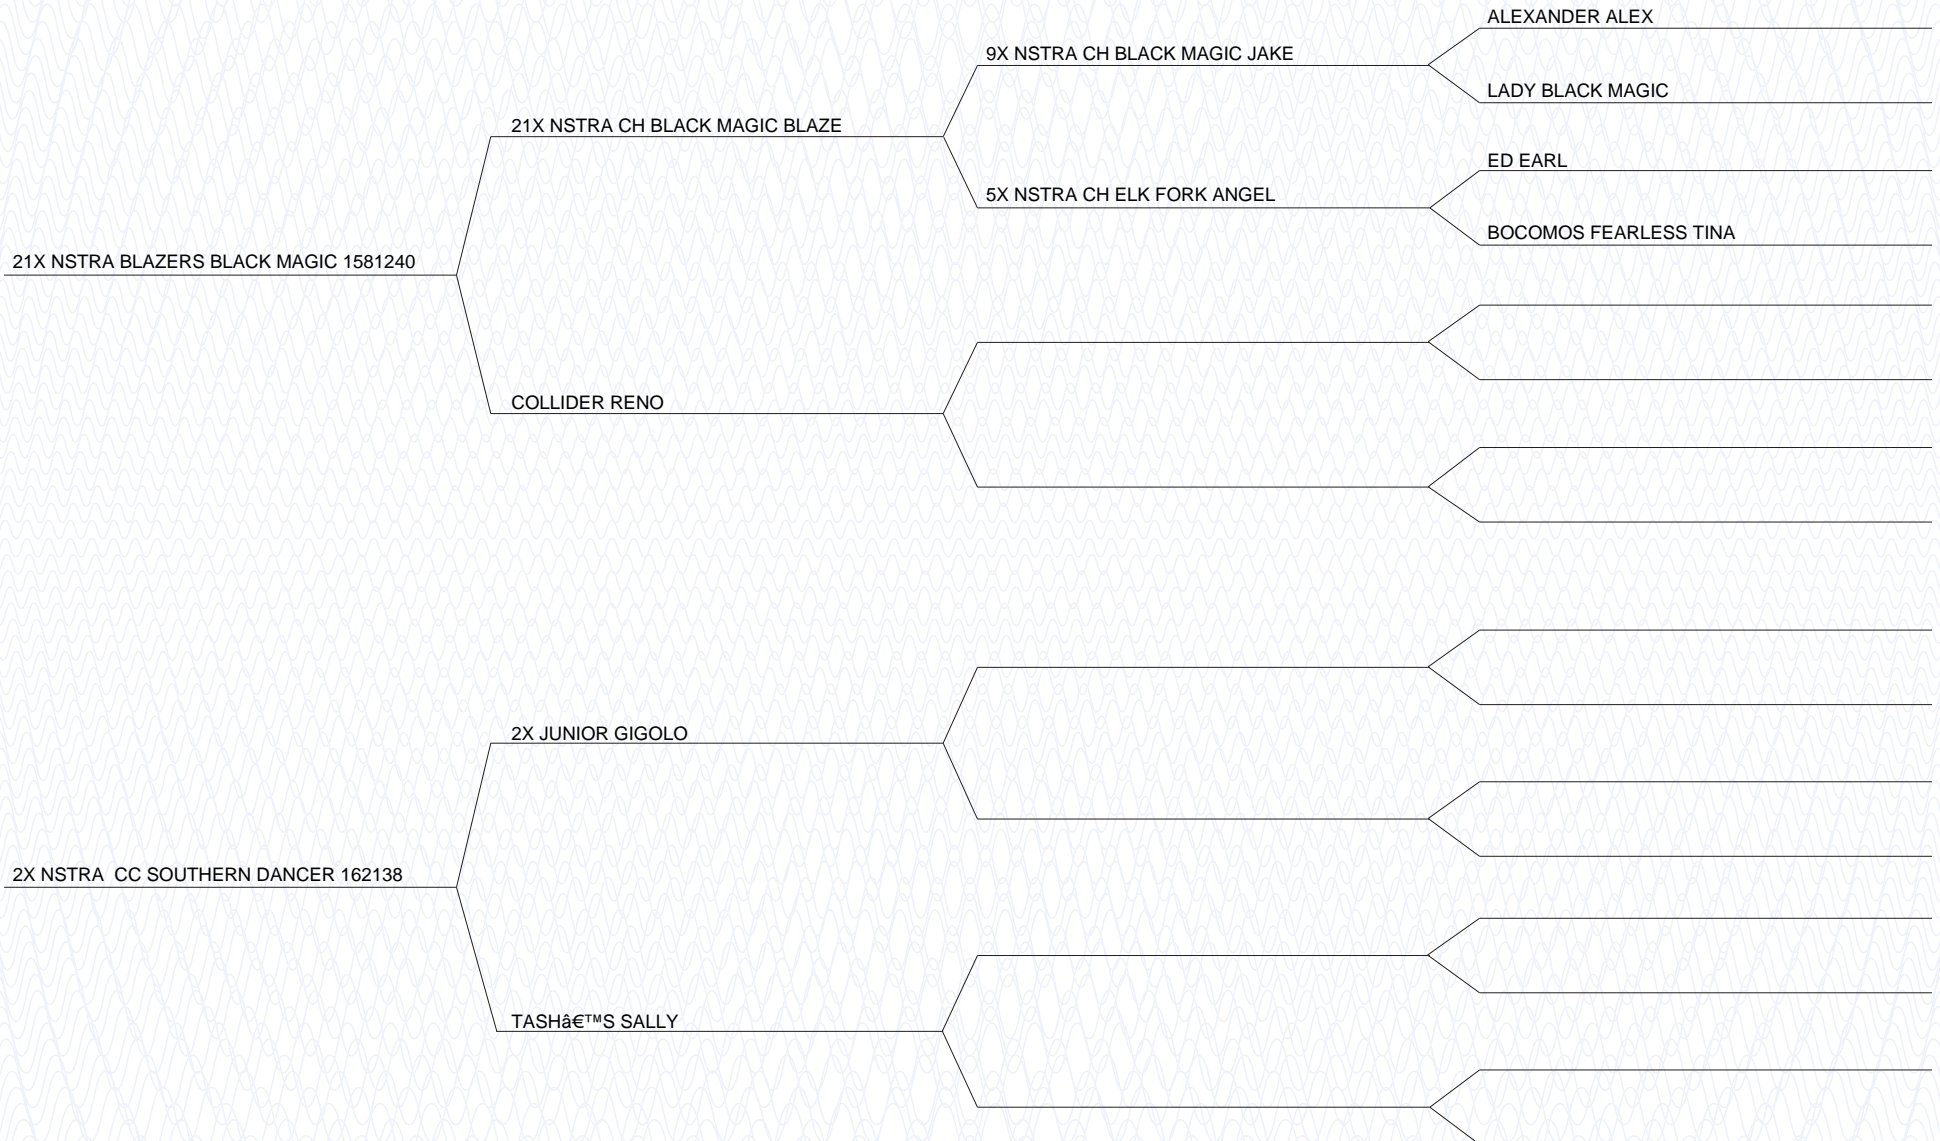 ALEXANDER ALEX
9X NSTRA CH BLACK MAGIC JAKE
LADY BLACK MAGIC
21X NSTRA CH BLACK MAGIC BLAZE
ED EARL
5X NSTRA CH ELK FORK ANGEL
BOCOMOS FEARLESS TINA
21X NSTRA BLAZERS BLACK MAGIC 1581240
COLLIDER RENO
2X JUNIOR GIGOLO
2X NSTRA  CC SOUTHERN DANCER 162138
TASHâ€™S SALLY